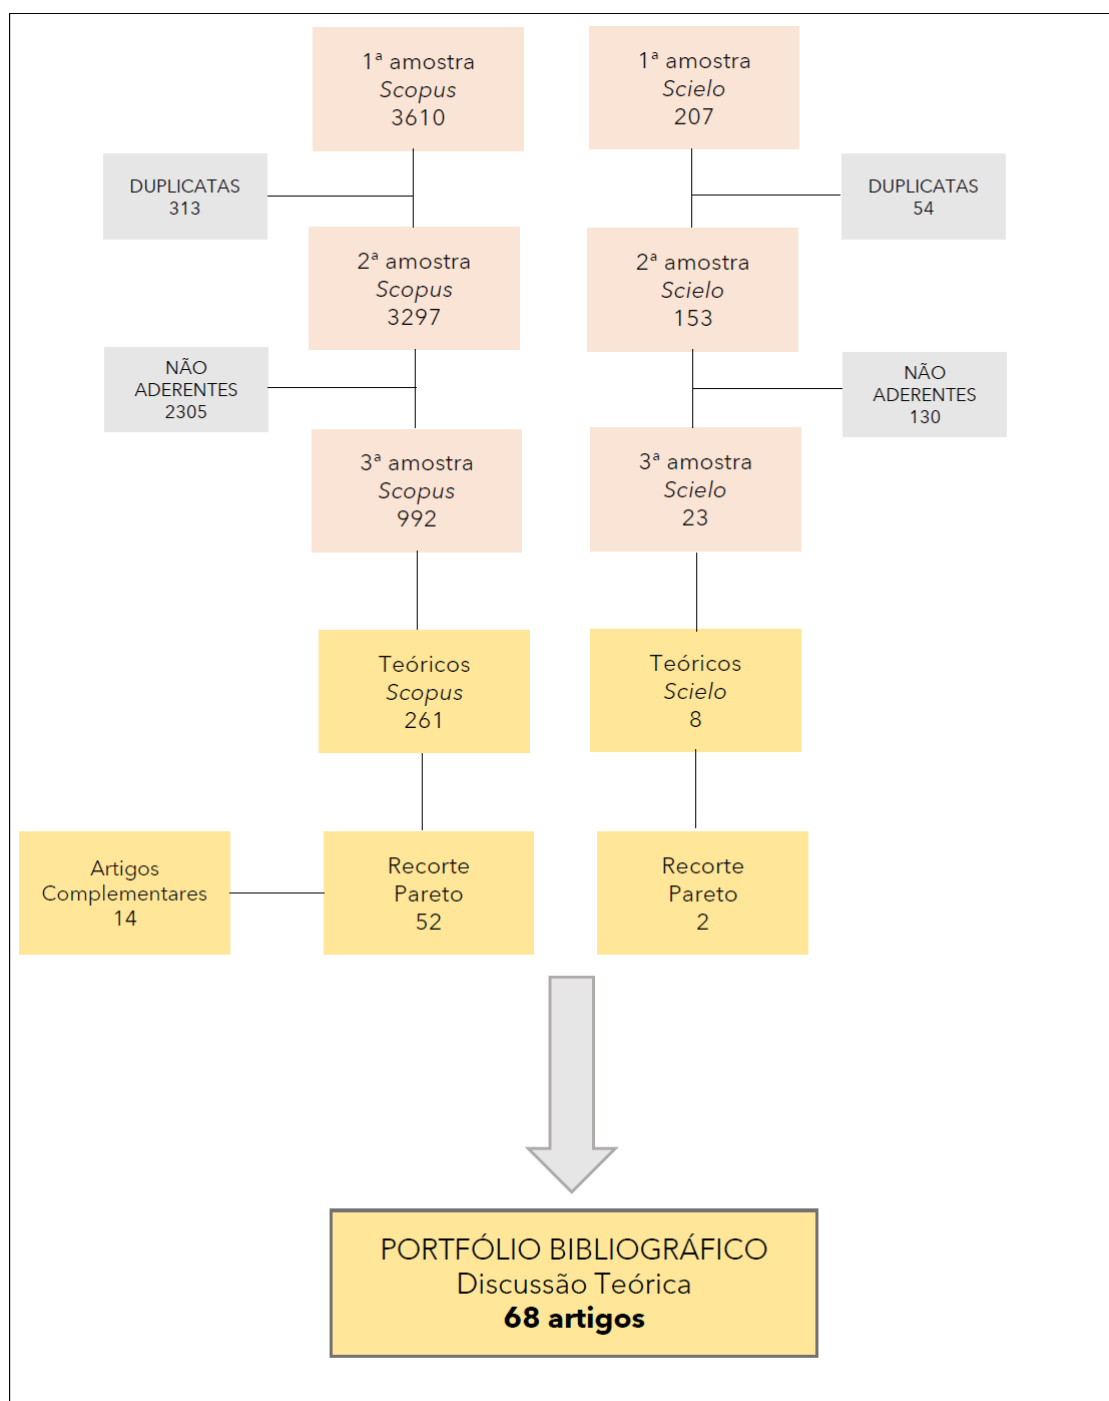 1ª amostra
Scopus
3610
1ª amostra
Scielo
207
DUPLICATAS
313
DUPLICATAS
54
2ª amostra
Scopus
3297
2ª amostra
Scielo
153
NÃO
ADERENTES
2305
NÃO
ADERENTES
130
3ª amostra
Scopus
992
3ª amostra
Scielo
23
Teóricos
Scopus
261
Teóricos
Scielo
8
Artigos
Complementares
14
Recorte
Pareto
52
Recorte
Pareto
2
PORTFÓLIO BIBLIOGRÁFICO
Discussão Teórica
68 artigos